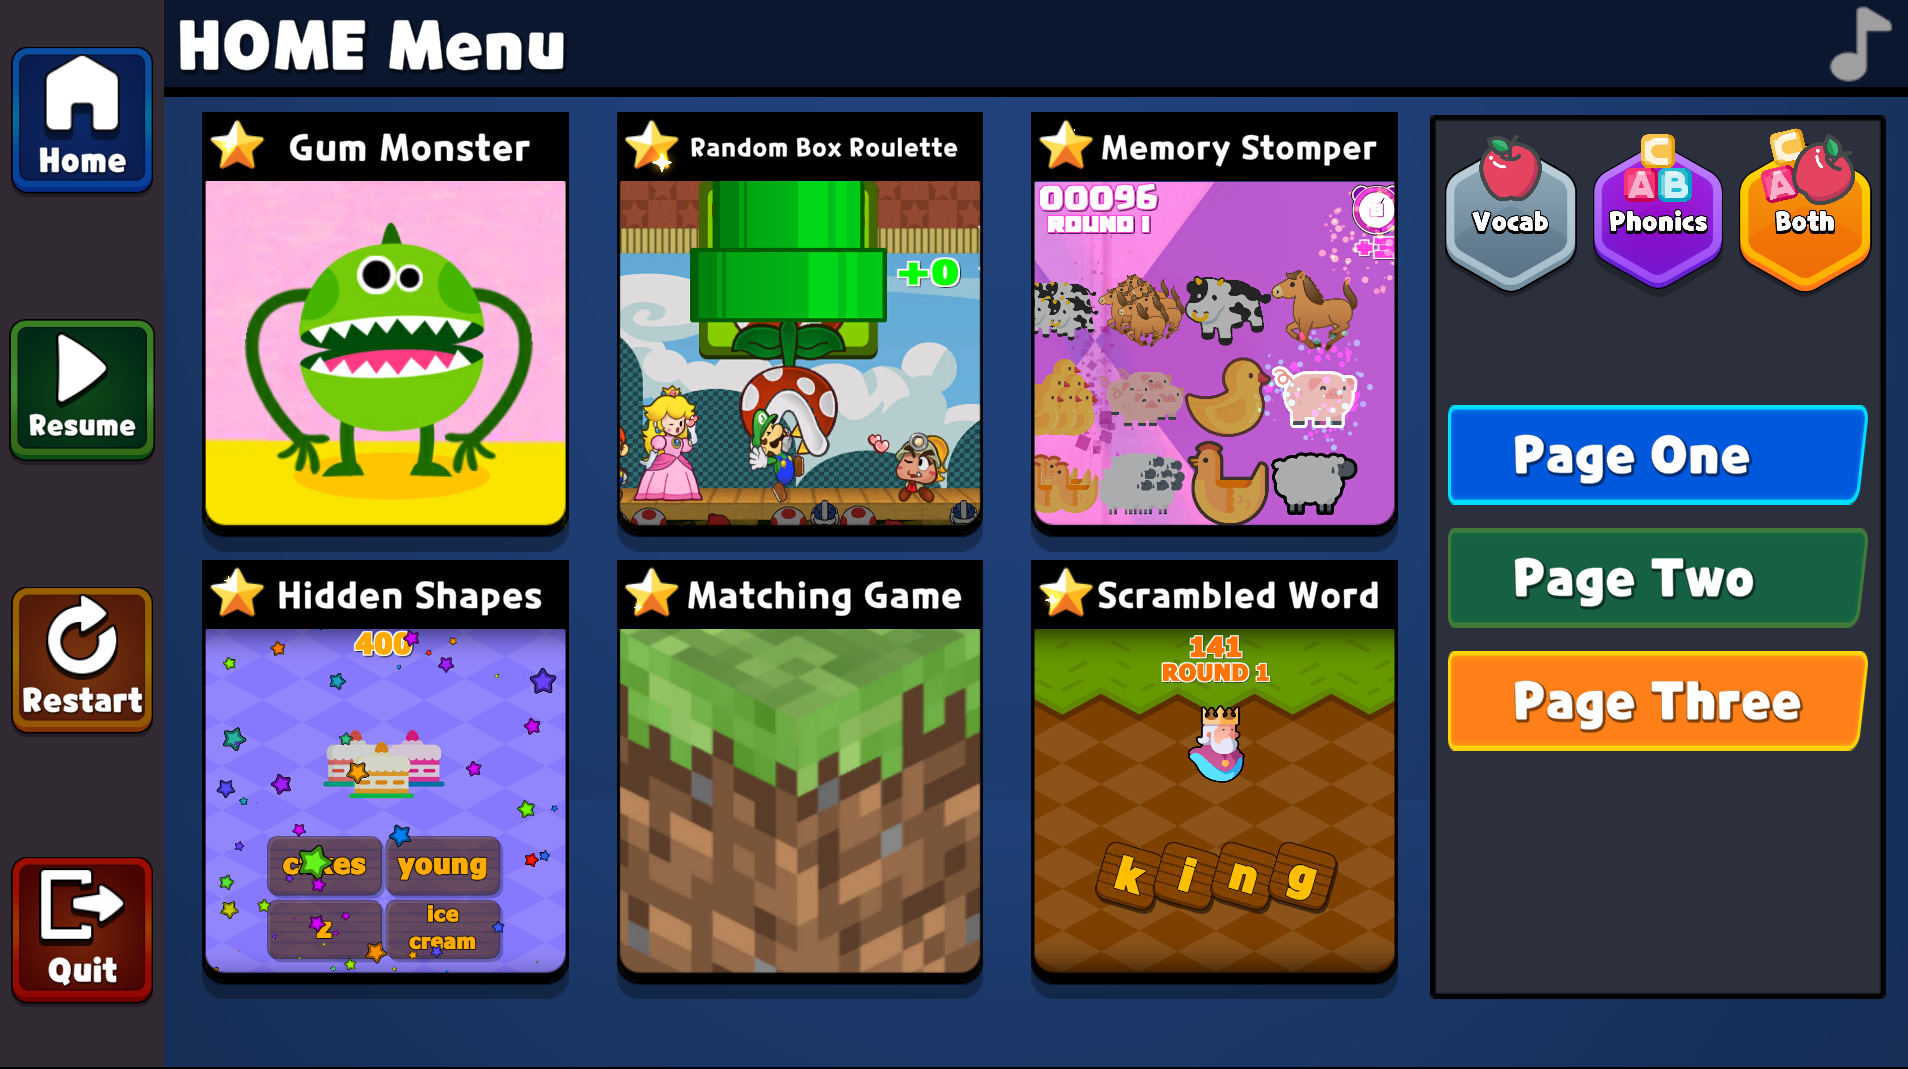 HOME Menu
Home
Resume
Restart
Quit
Gum Monster
Random Box Roulette
+0
Memory Stomper
00096
ROUND 1
Hidden Shapes
400
young
z
ice
cream
Matching Game
Scrambled Word
141
ROUND 1
k i n g
Vocab
C
A B
Phonics
C
A
Both
Page One
Page Two
Page Three